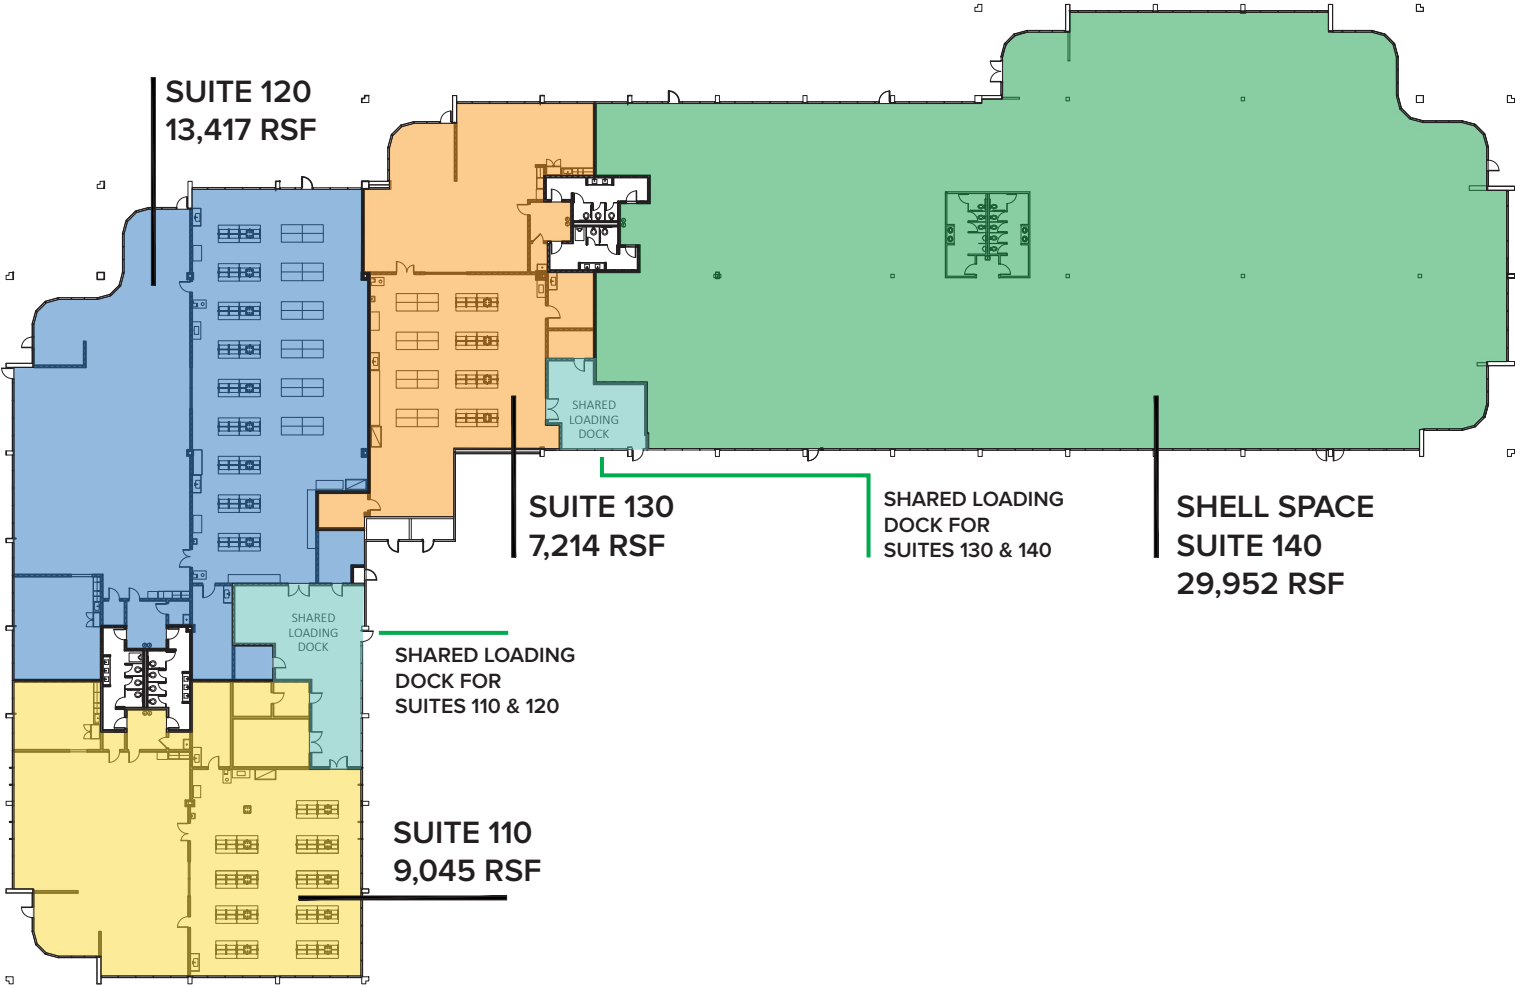 SUITE 120
13,417 RSF
SHARED
LOADING
DOCK
SUITE 130
7,214 RSF
SHARED LOADING
DOCK FOR
SUITES 130 & 140
SHELL SPACE
SUITE 140
29,952 RSF
SHARED
LOADING
DOCK
SHARED LOADING
DOCK FOR
SUITES 110 & 120
SUITE 110
9,045 RSF